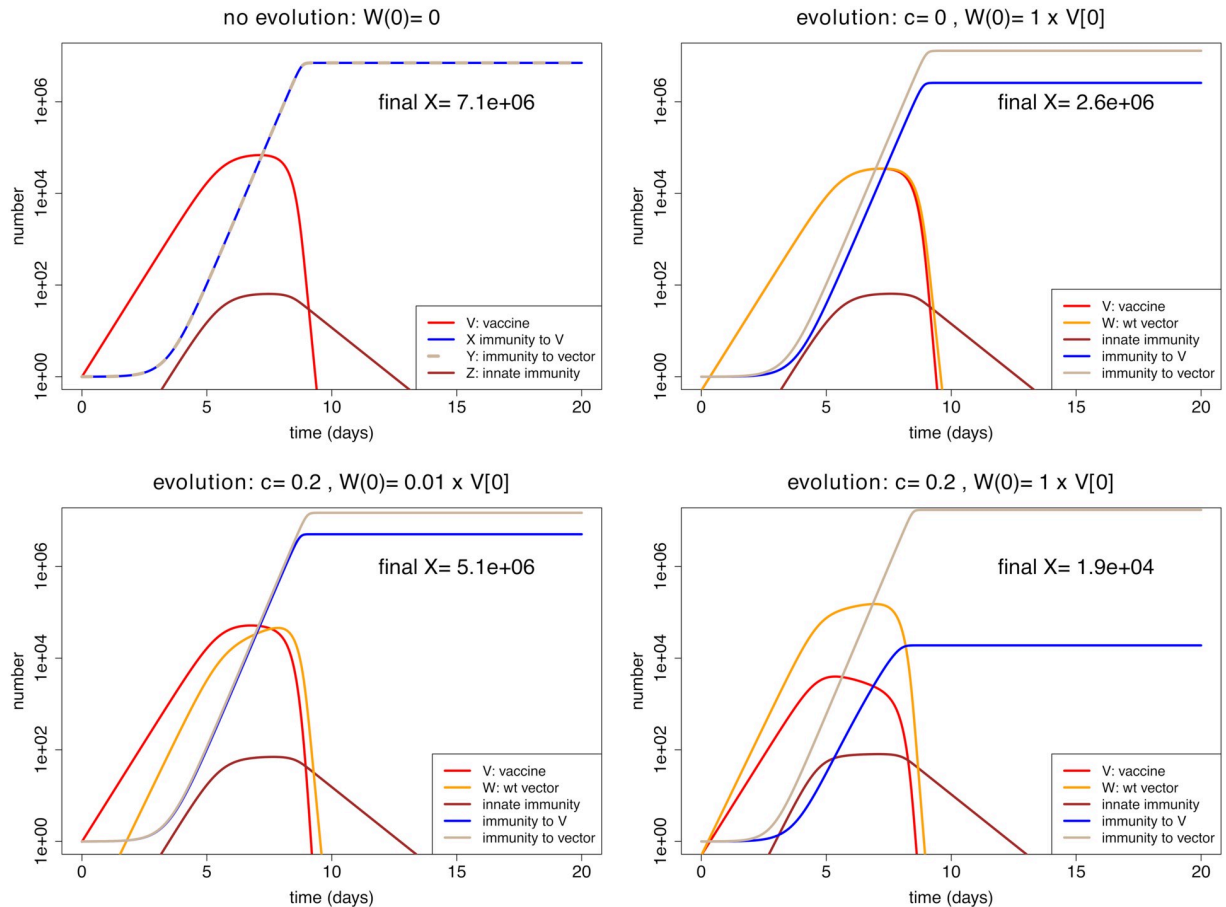 no evolution: W(0)= 0
number
1e+06
1e+04
1e+02
1e+00
final X= 7.1e+06
V: vaccine
X immunity to V
Y: immunity to vector
Z: innate immunity
0 5 10 15 20
time (days)
evolution: c= 0 , W(0)= 1 x V[0]
number
1e+06
1e+04
1e+02
1e+00
final X= 2.6e+06
V: vaccine
W: wt vector
innate immunity
immunity to V
immunity to vector
0 5 10 15 20
time (days)
evolution: c= 0.2 , W(0)= 0.01 x V[0]
number
1e+06
1e+04
1e+02
1e+00
final X= 5.1e+06
V: vaccine
W: wt vector
innate immunity
immunity to V
immunity to vector
0 5 10 15 20
time (days)
evolution: c= 0.2 , W(0)= 1 x V[0]
number
1e+06
1e+04
1e+02
1e+00
final X= 1.9e+04
V: vaccine
W: wt vector
innate immunity
immunity to V
immunity to vector
0 5 10 15 20
time (days)